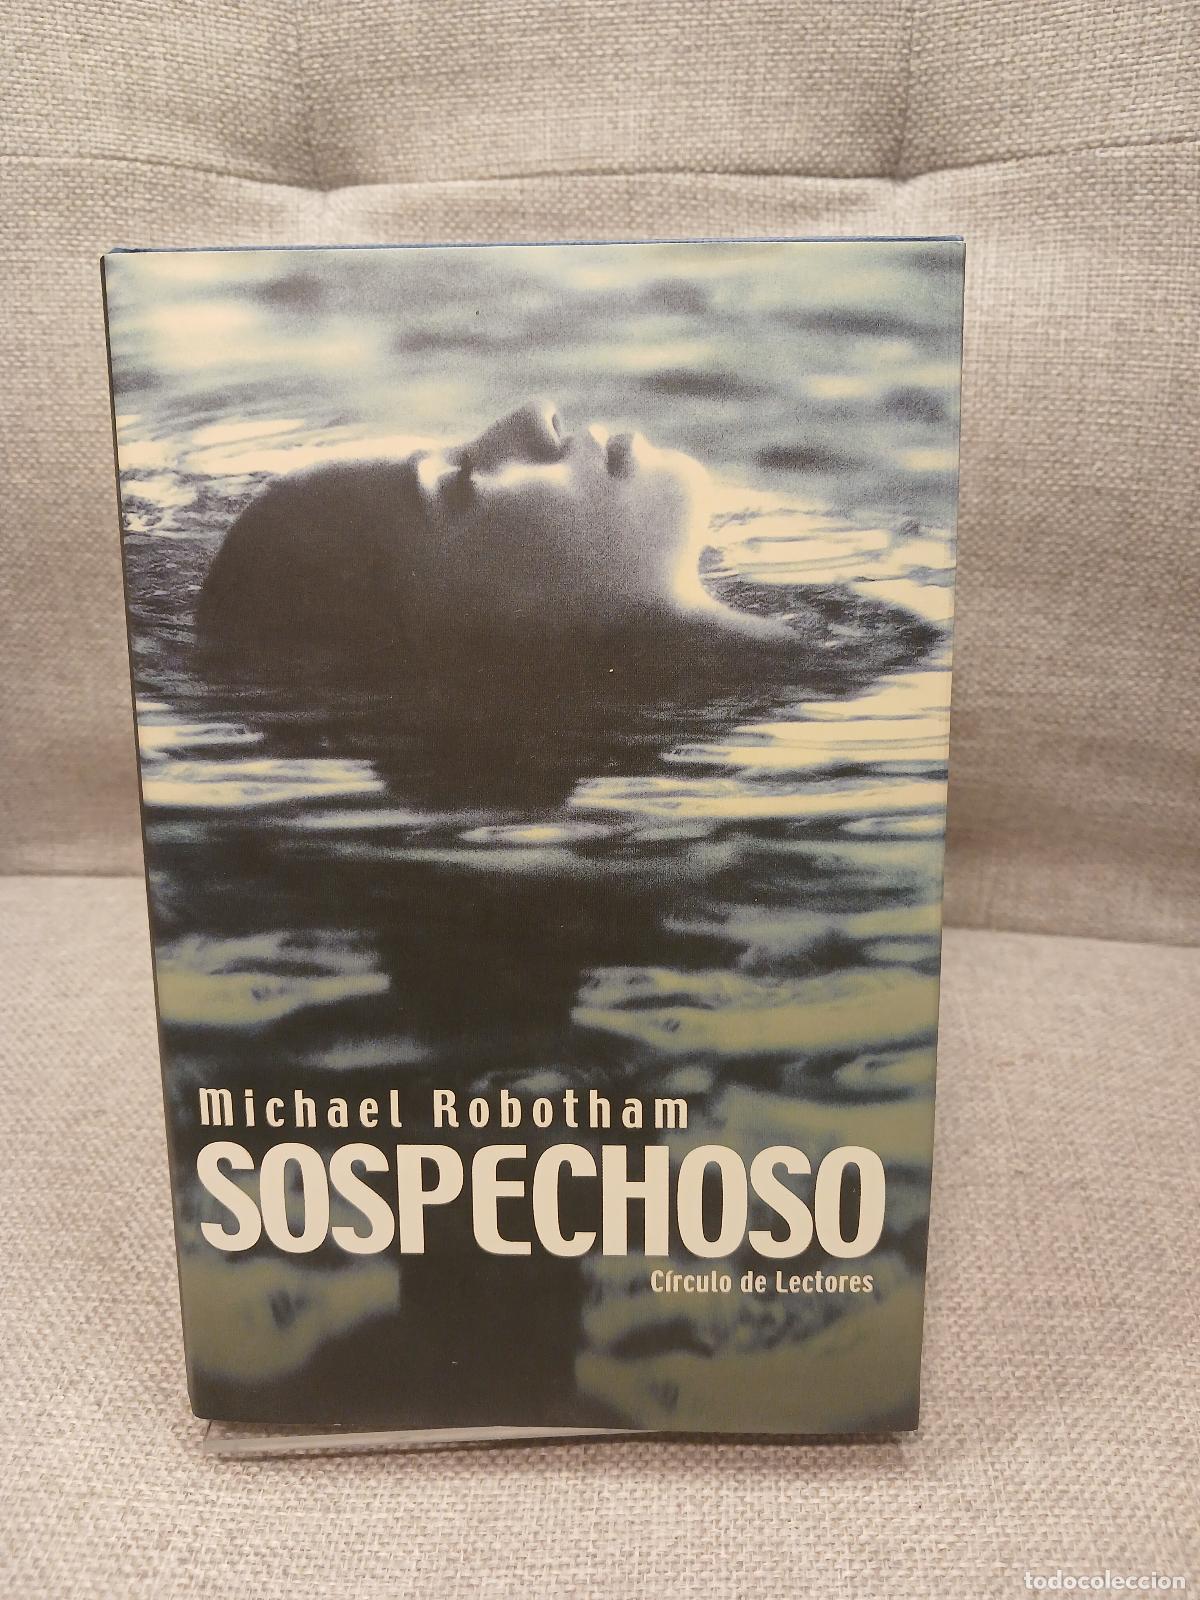 Michael Robotham
SOSPECHOSO
Círculo de Lectores
todocoleccion